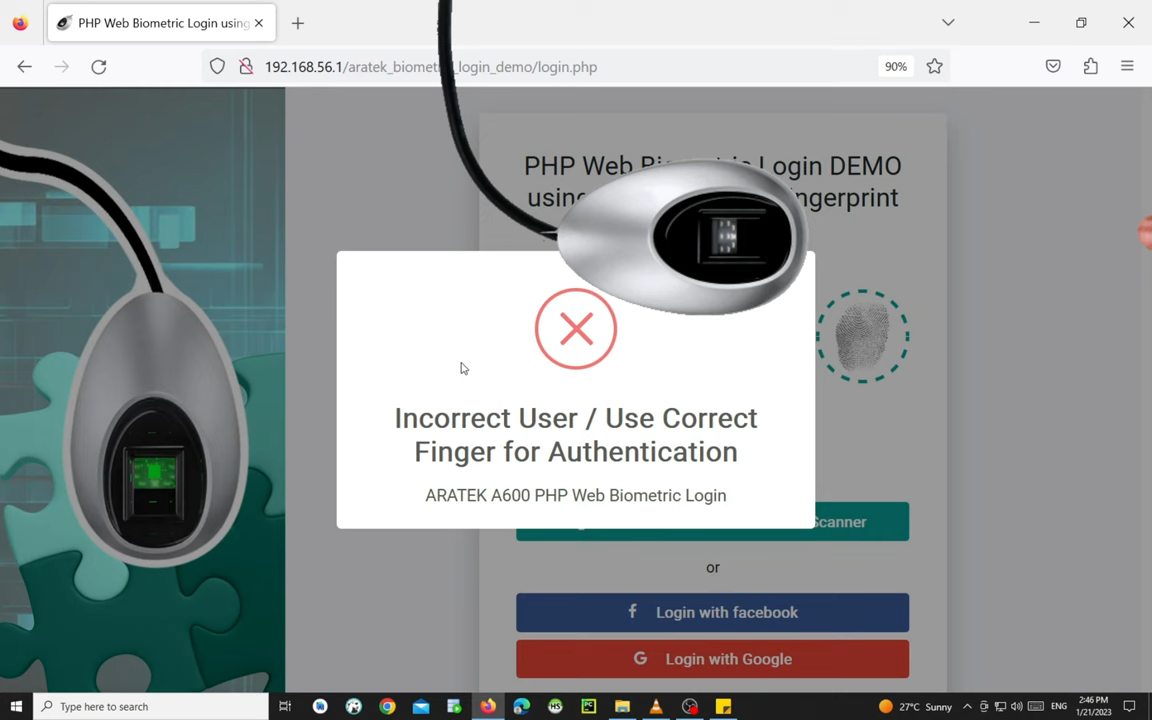 PHP Web Biometric Login using
192.168.56.1/aratek_biomet
_login_demo/login.php
90%
PHP Web Bi
Login DEMO
using
ngerprint
Incorrect User / Use Correct
Finger for Authentication
ARATEK A600 PHP Web Biometric Login
Scanner
or
Login with facebook
Login with Google
Type here to search
27°C Sunny
ENG
2:46 PM
1/21/2023